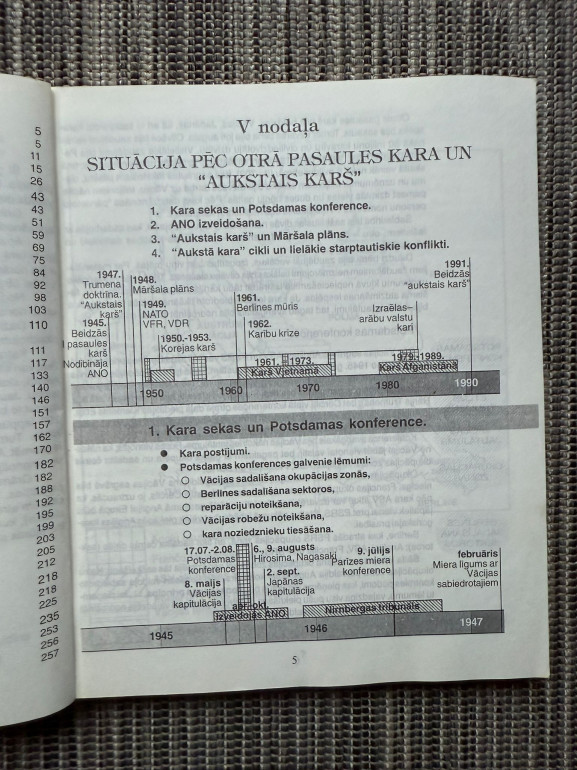 5
5
11
15
26
43
43
51
59
69
75
84
92
98
103
110
111
117
133
140
146
151
157
162
170
182
182
188
192
195
199
203
205
212
218
218
225
235
253
256
257
V nodaļa
SITUĀCIJA PĒC OTRĀ PASAULES KARA UN
“AUKSTAIS KARŠ”
1. Kara sekas un Potsdamas konference.
2. ANO izveidošana.
3. “Aukstais karš” un Māršala plāns.
4. “Aukstā kara” cikli un lielākie starptautiskie konflikti.
1947.
Trumena
doktrīna.
“Aukstais
karš”
1945.
Beidzās
I pasaules
karš
Nodibināja
ANO
1948.
Māršala plāns
1949.
NATO
VFR, VDR
1950.-1953.
Korejas karš
1961.
Berlīnes mūris
1962.
Karību krīze
1961. 1973.
Karš Vjetnamā
Izraēlas–
arābu valstu
kari
1979.-1989.
Karš Afganistānā
1991.
Beidzās
“aukstais karš”
1950 1960 1970 1980 1990
1. Kara sekas un Potsdamas konference.
● Kara postījumi.
● Potsdamas konferences galvenie lēmumi:
○ Vācijas sadalīšana okupācijas zonās,
○ Berlīnes sadalīšana sektoros,
○ reparāciju noteikšana,
○ Vācijas robežu noteikšana,
○ kara noziedznieku tiesāšana.
17.07.-2.08.
Potsdamas
konference
8. maijs
Vācijas
kapitulācija
6., 9. augusts
Hirosima, Nagasaki
2. sept.
Japānas
kapitulācija
apr.-okt.
Izveidojās ANO
9. jūlijs
Parīzes miera
konference
Nirnbergas tribunāls
februāris
Miera līgums ar
Vācijas
sabiedrotajiem
1945 1946 1947
5